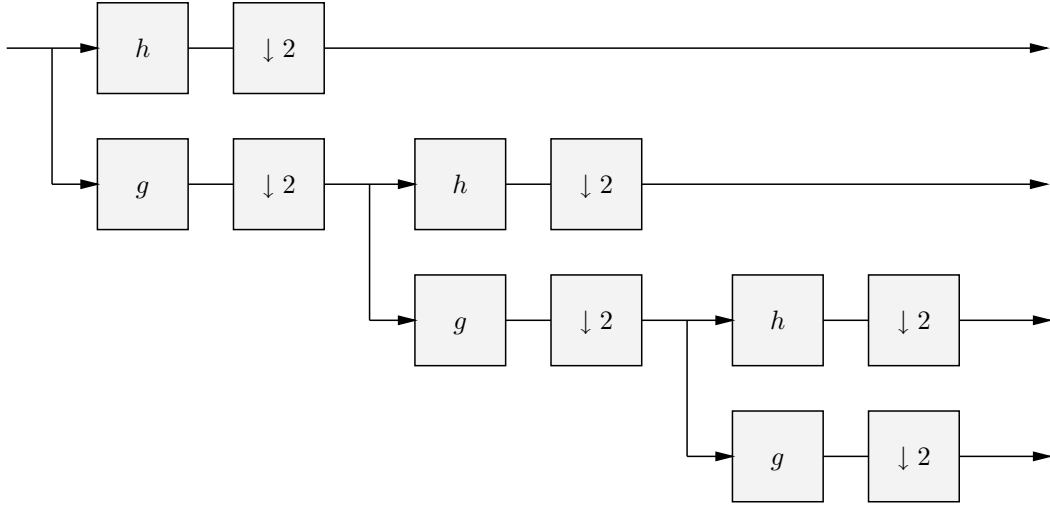 h ↓ 2
g ↓ 2 h ↓ 2
g ↓ 2 h ↓ 2
g ↓ 2